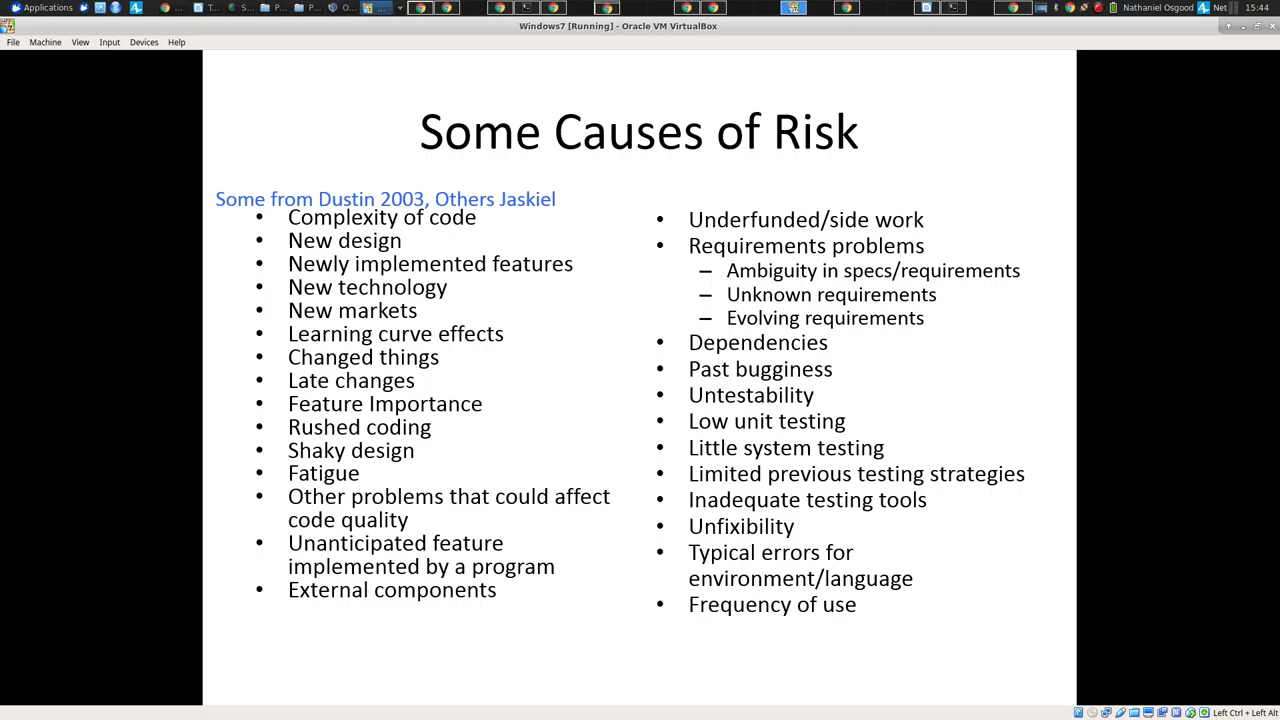 Applications
Nathaniel Osgood
Net
15:44
Windows7 [Running] - Oracle VM VirtualBox
File Machine View Input Devices Help
Some Causes of Risk
Some from Dustin 2003, Others Jaskiel
• Complexity of code
• New design
• Newly implemented features
• New technology
• New markets
• Learning curve effects
• Changed things
• Late changes
• Feature Importance
• Rushed coding
• Shaky design
• Fatigue
• Other problems that could affect
code quality
• Unanticipated feature
implemented by a program
• External components
• Underfunded/side work
• Requirements problems
– Ambiguity in specs/requirements
– Unknown requirements
– Evolving requirements
• Dependencies
• Past bugginess
• Untestability
• Low unit testing
• Little system testing
• Limited previous testing strategies
• Inadequate testing tools
• Unfixibility
• Typical errors for
environment/language
• Frequency of use
Left Ctrl + Left Alt